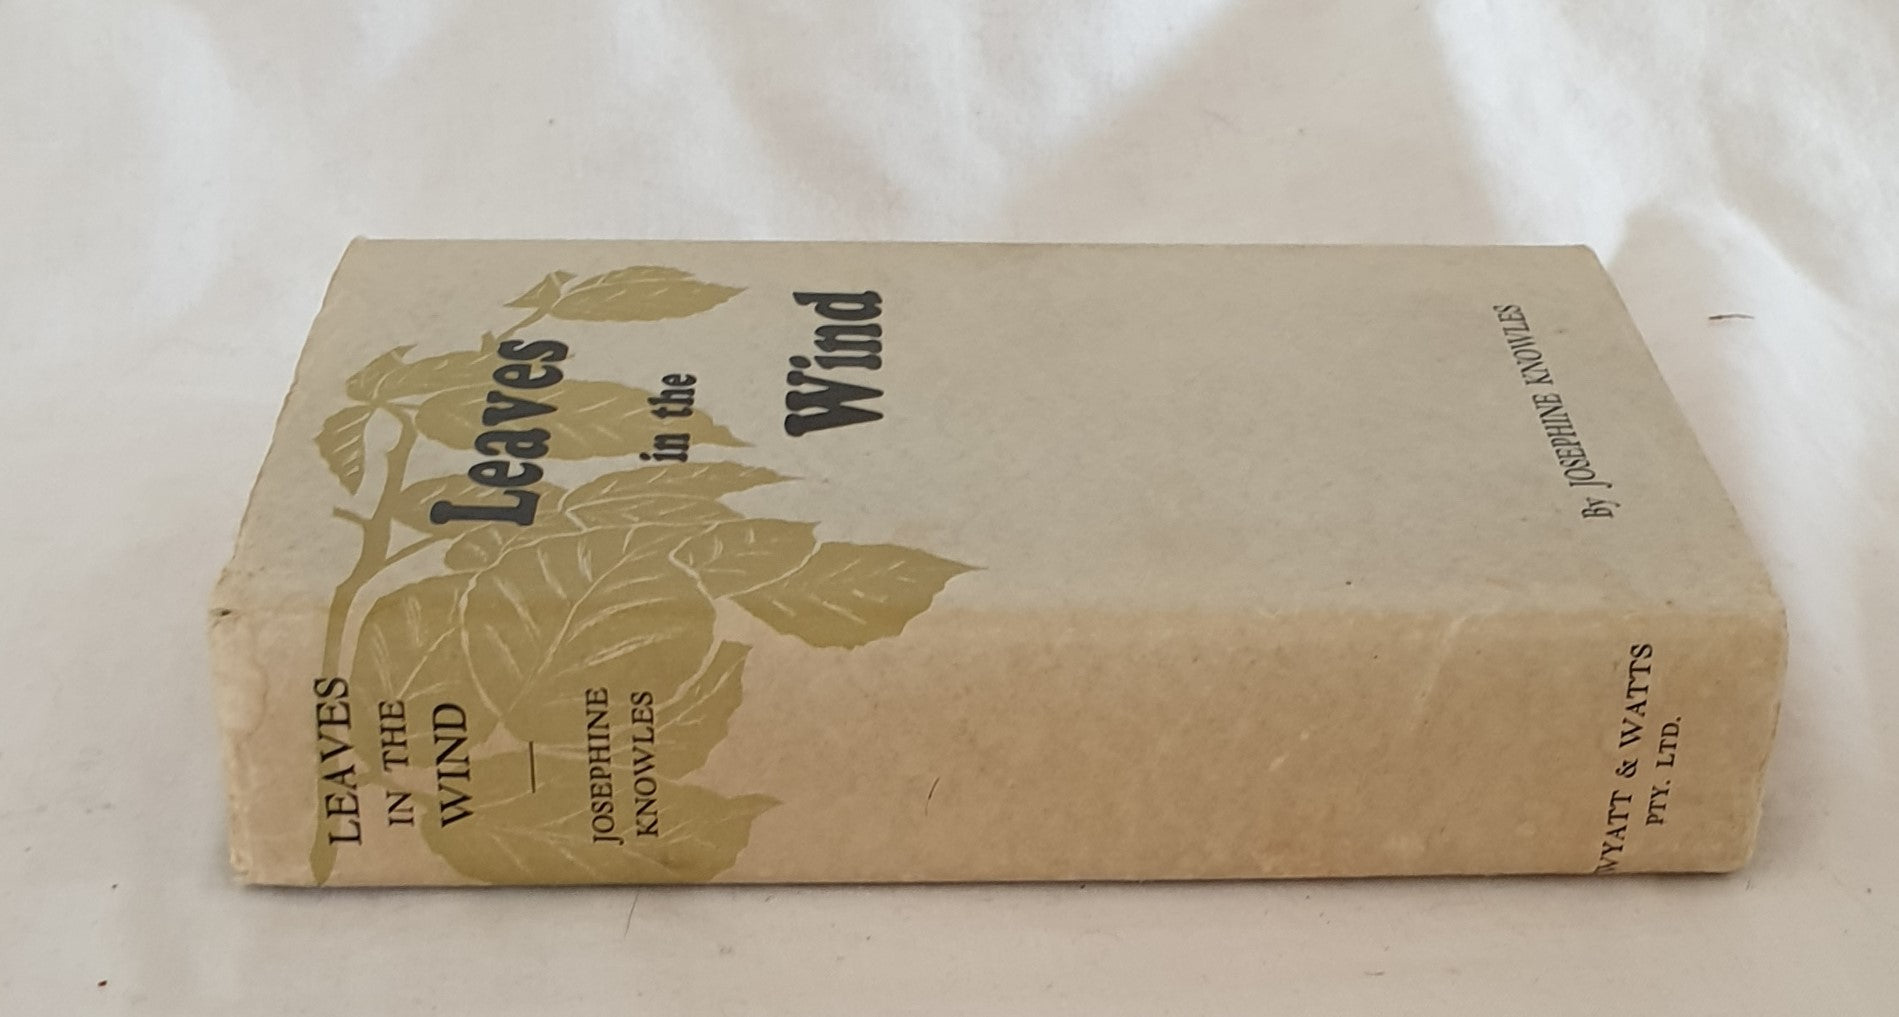 Leaves
in the
Wind
By JOSEPHINE KNOWLES
LEAVES
IN THE
WIND
JOSEPHINE
KNOWLES
WYATT & WATTS
PTY. LTD.